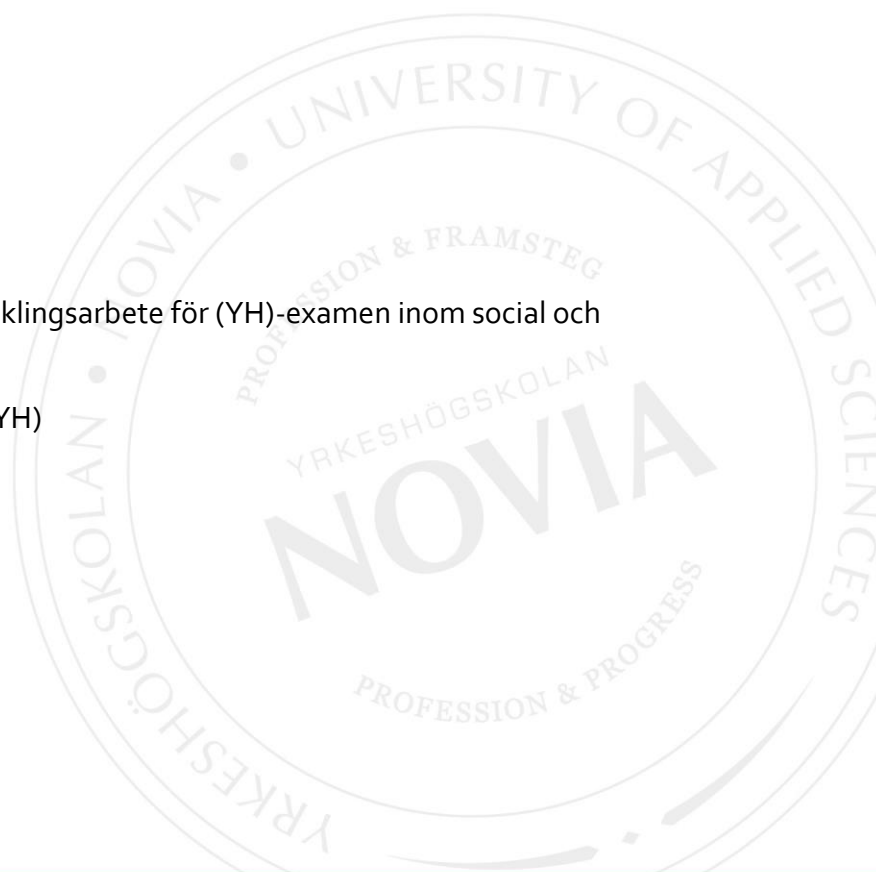 UNIVERSITY OF APPLIED SCIENCES
YRKESHÖGSKOLAN • NOVIA •
PROFESSION & FRAMSTEG
klingsarbete för (YH)-examen inom social och
YH)
YRKESHÖGSKOLAN
NOVIA
PROFESSION & PROGRESS